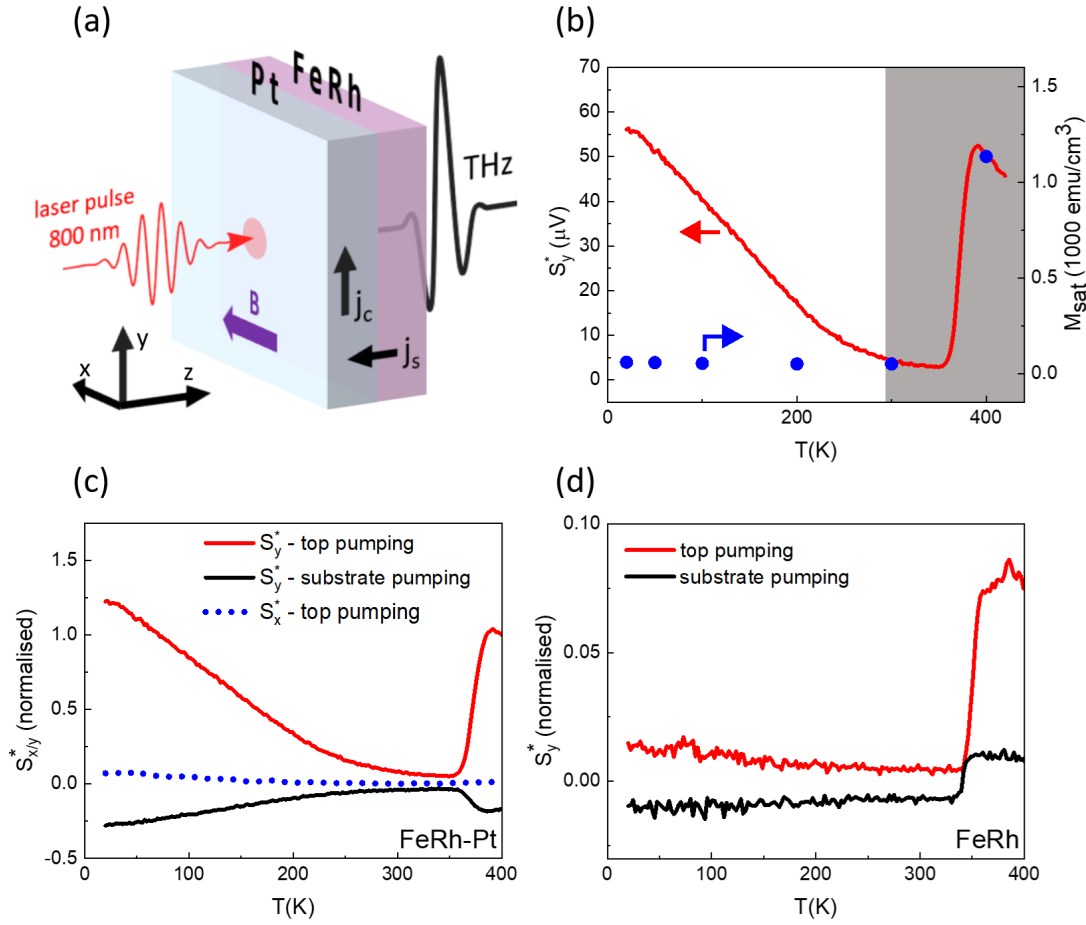 (a)
Pt
FeRh
THz
laser pulse
800 nm
B
j_c
j_s
x
y
z
(b)
70
60
50
40
30
20
10
0
S*_y (μV)
1.5
1.0
0.5
0.0
M_sat (1000 emu/cm³)
0 200 400
T(K)
(c)
S*_y - top pumping
S*_y - substrate pumping
S*_x - top pumping
1.5
1.0
0.5
0.0
-0.5
S*_x/y (normalised)
FeRh-Pt
0 100 200 300 400
T(K)
(d)
top pumping
substrate pumping
0.10
0.05
0.00
S*_y (normalised)
FeRh
0 100 200 300 400
T(K)